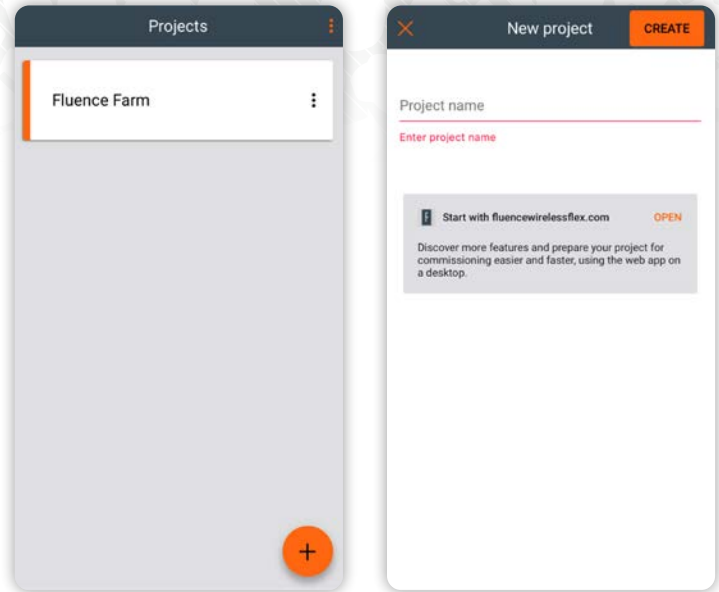 Projects
Fluence Farm
New project
CREATE
Project name
Enter project name
Start with fluencewirelessflex.com
OPEN
Discover more features and prepare your project for
commissioning easier and faster, using the web app on
a desktop.